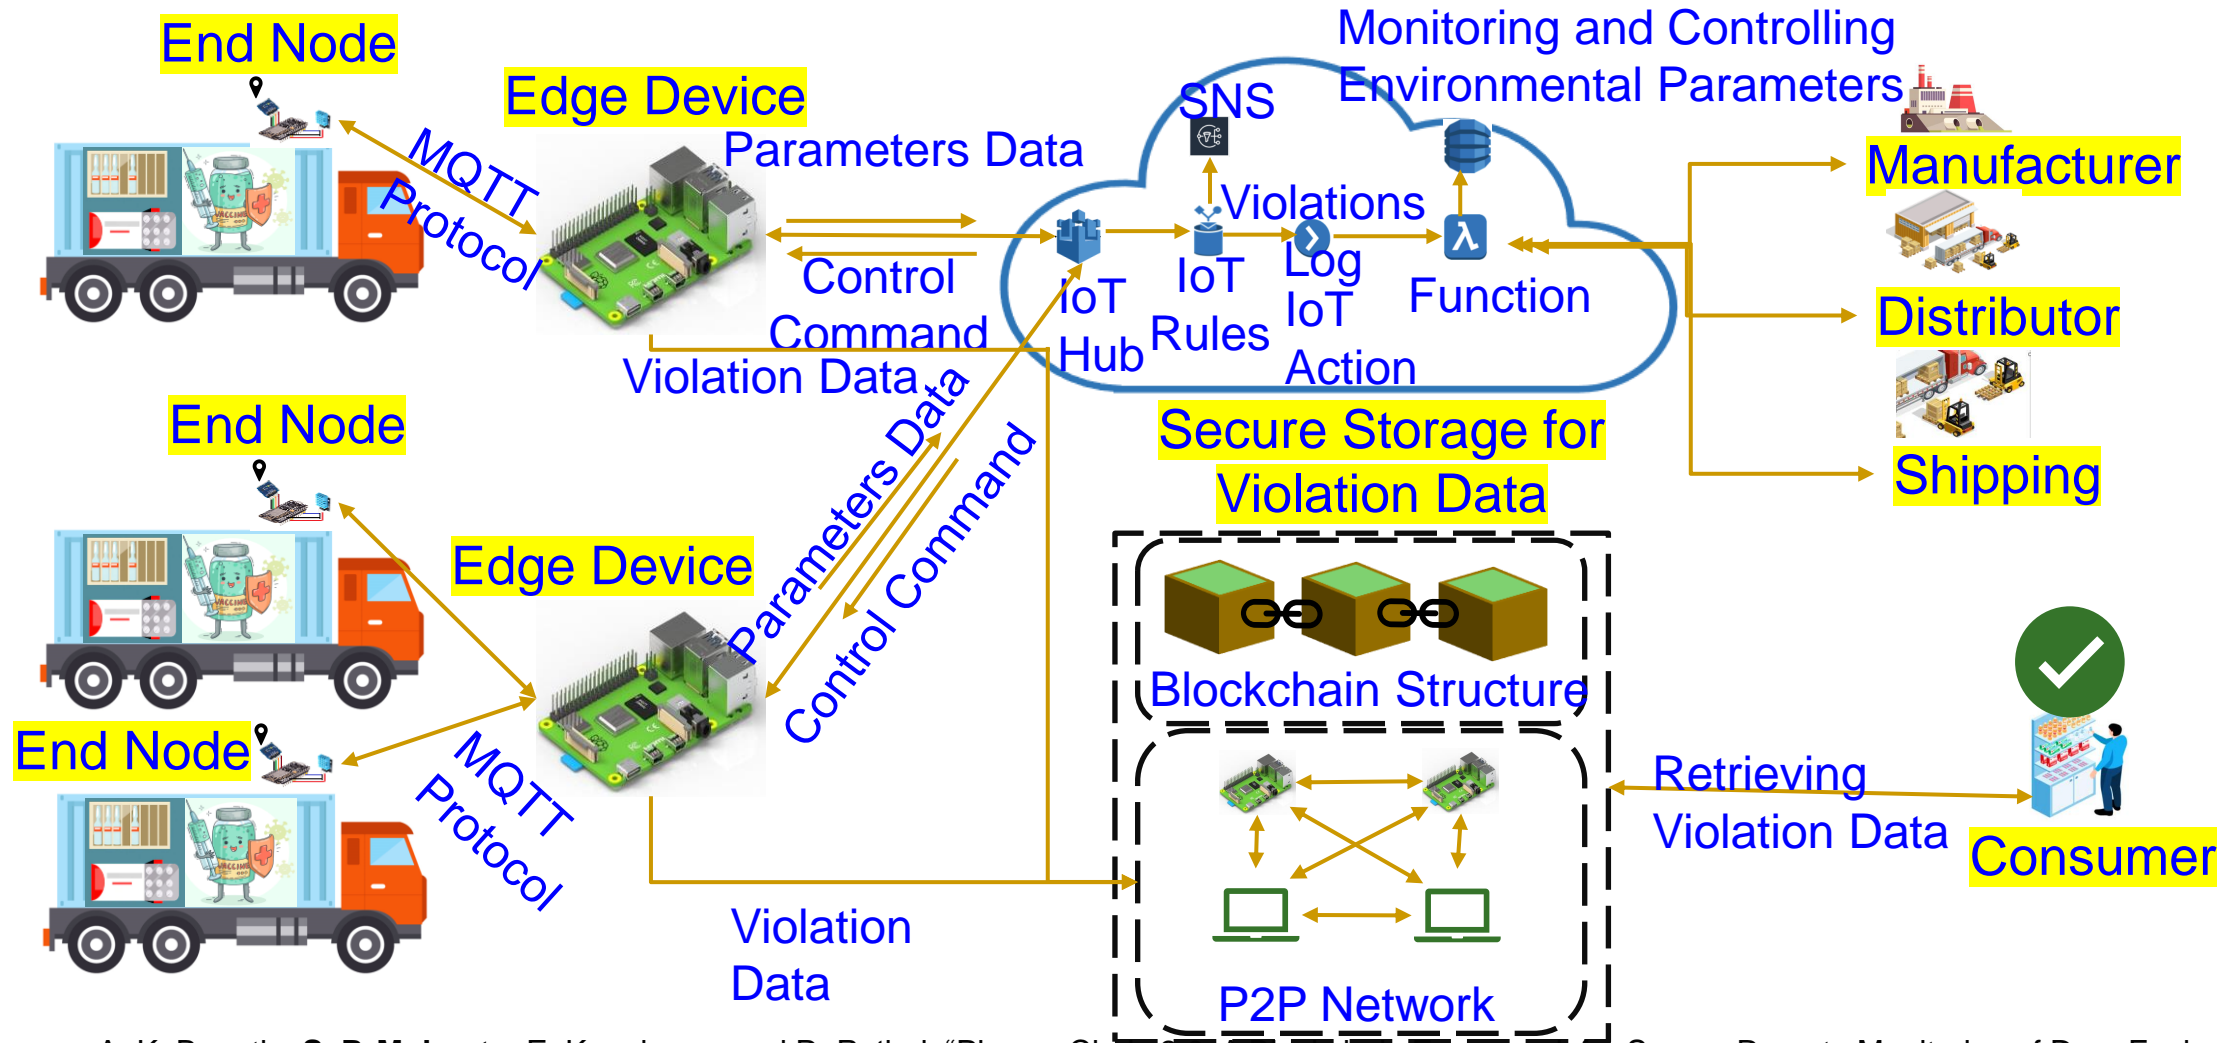 End Node
Edge Device
MQTT
Protocol
Parameters Data
Control
Command
Violation Data
SNS
Monitoring and Controlling
Environmental Parameters
Violations
IoT
Hub
IoT
Rules
Log
IoT
Action
Function
Manufacturer
Distributor
Shipping
End Node
Edge Device
Parameters Data
Control Command
End Node
MQTT
Protocol
Violation
Data
Secure Storage for
Violation Data
Blockchain Structure
P2P Network
Retrieving
Violation Data
Consumer
VACCINE
VACCINE
VACCINE